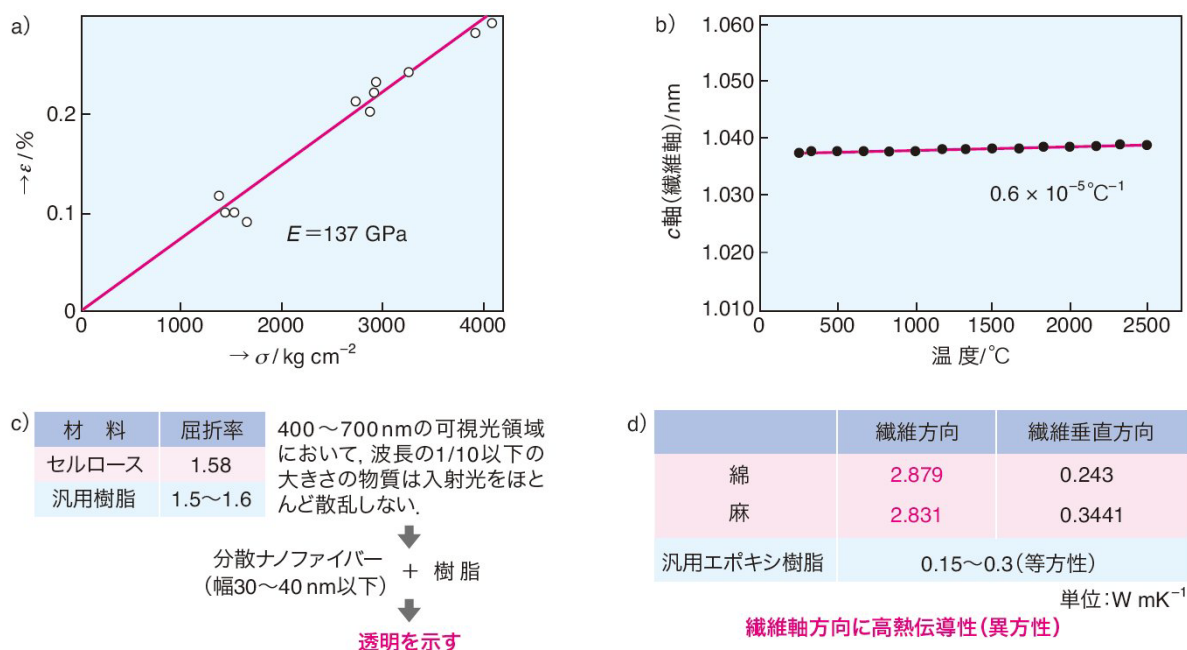 a)
0.2
0.1
0
→ε/%
E=137 GPa
0
1000
2000
3000
4000
→σ/kg cm⁻²
b)
1.060
1.050
1.040
1.030
1.020
1.010
c軸(繊維軸)/nm
0.6 × 10⁻⁵℃⁻¹
0
500
1000
1500
2000
2500
温度/℃
c)
材 料 屈折率
セルロース 1.58
汎用樹脂 1.5〜1.6
400〜700nmの可視光領域
において,波長の1/10以下の
大きさの物質は入射光をほと
んど散乱しない.
分散ナノファイバー + 樹脂
(幅30〜40nm以下)
透明を示す
d)
繊維方向 繊維垂直方向
綿 2.879 0.243
麻 2.831 0.3441
汎用エポキシ樹脂 0.15〜0.3(等方性)
単位:W mK⁻¹
繊維軸方向に高熱伝導性(異方性)